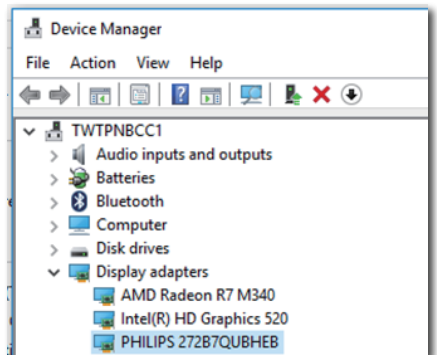 Device Manager
File Action View Help
TWTPNBCC1
Audio inputs and outputs
Batteries
Bluetooth
Computer
Disk drives
Display adapters
AMD Radeon R7 M340
Intel(R) HD Graphics 520
PHILIPS 272B7QUBHEB